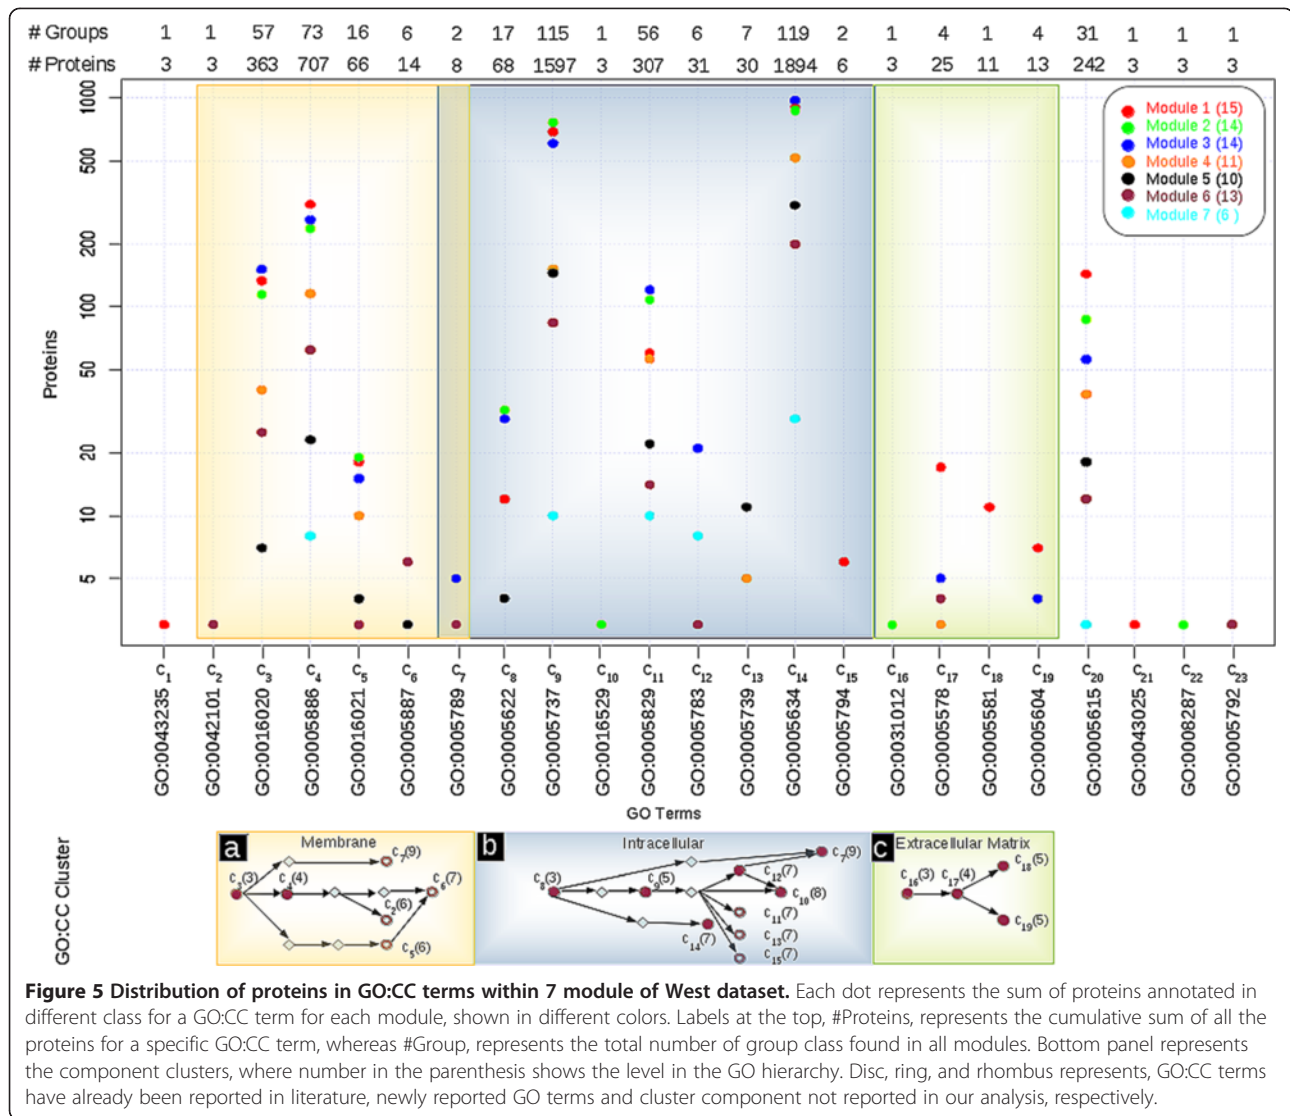 # Groups 1 1 57 73 16 6 2 17 115 1 56 6 7 119 2 1 4 1 4 31 1 1 1
# Proteins 3 3 363 707 66 14 8 68 1597 3 307 31 30 1894 6 3 25 11 13 242 3 3 3
Proteins
1000
500
200
100
50
20
10
5
Module 1 (15)
Module 2 (14)
Module 3 (14)
Module 4 (11)
Module 5 (10)
Module 6 (13)
Module 7 (6 )
C1 C2 C3 C4 C5 C6 C7 C8 C9 C10 C11 C12 C13 C14 C15 C16 C17 C18 C19 C20 C21 C22 C23
GO:0043235
GO:0042101
GO:0016020
GO:0005886
GO:0016021
GO:0005887
GO:0005789
GO:0005622
GO:0005737
GO:0016529
GO:0005829
GO:0005783
GO:0005739
GO:0005634
GO:0005794
GO:0031012
GO:0005578
GO:0005581
GO:0005604
GO:0005615
GO:0043025
GO:0008287
GO:0005792
GO Terms
GO:CC Cluster
a Membrane
C7(9)
C3(3) C4(4) C6(7)
C2(6)
C5(6)
b Intracellular
C7(9)
C12(7)
C8(3) C9(5)
C10(8)
C11(7)
C14(7) C13(7)
C15(7)
c Extracellular Matrix
C18(5)
C16(3) C17(4)
C19(5)
Figure 5 Distribution of proteins in GO:CC terms within 7 module of West dataset. Each dot represents the sum of proteins annotated in
different class for a GO:CC term for each module, shown in different colors. Labels at the top, #Proteins, represents the cumulative sum of all the
proteins for a specific GO:CC term, whereas #Group, represents the total number of group class found in all modules. Bottom panel represents
the component clusters, where number in the parenthesis shows the level in the GO hierarchy. Disc, ring, and rhombus represents, GO:CC terms
have already been reported in literature, newly reported GO terms and cluster component not reported in our analysis, respectively.